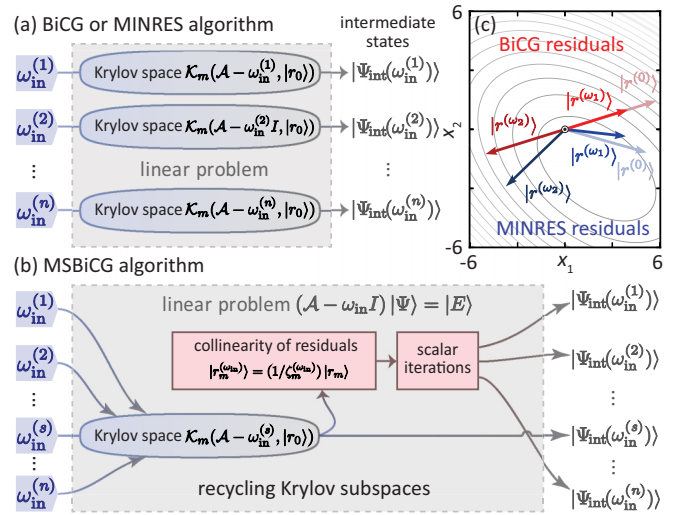 (a) BiCG or MINRES algorithm
intermediate
states
ω_in^(1)
Krylov space 𝒦_m(𝒜 − ω_in^(1), |r_0⟩)
|Ψ_int(ω_in^(1))⟩
ω_in^(2)
Krylov space 𝒦_m(𝒜 − ω_in^(2)I, |r_0⟩)
|Ψ_int(ω_in^(2))⟩
⋮
linear problem
⋮
ω_in^(n)
Krylov space 𝒦_m(𝒜 − ω_in^(n), |r_0⟩)
|Ψ_int(ω_in^(n))⟩
(c)
6
BiCG residuals
|r^(0)⟩
|r^(ω_1)⟩
|r^(ω_2)⟩
x_2
|r^(ω_1)⟩
|r^(0)⟩
|r^(ω_2)⟩
MINRES residuals
-6
-6
x_1
6
(b) MSBiCG algorithm
linear problem (𝒜 − ω_in I) |Ψ⟩ = |E⟩
ω_in^(1)
|Ψ_int(ω_in^(1))⟩
collinearity of residuals
|r_m^(ω_in)⟩ = (1/ζ_m^(ω_in)) |r_m⟩
scalar
iterations
ω_in^(2)
|Ψ_int(ω_in^(2))⟩
⋮
⋮
ω_in^(s)
Krylov space 𝒦_m(𝒜 − ω_in^(s), |r_0⟩)
|Ψ_int(ω_in^(s))⟩
⋮
⋮
ω_in^(n)
recycling Krylov subspaces
|Ψ_int(ω_in^(n))⟩